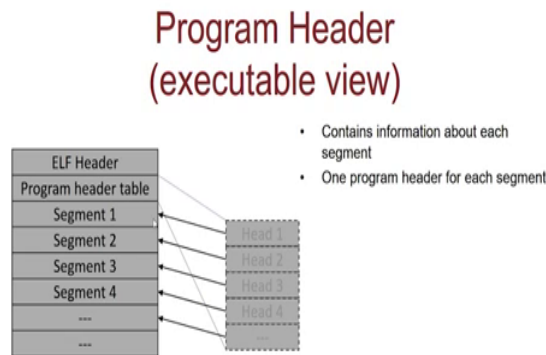 Program Header
(executable view)
• Contains information about each
segment
• One program header for each segment
ELF Header
Program header table
Segment 1
Segment 2
Segment 3
Segment 4
---
---
Head 1
Head 2
Head 3
Head 4
---